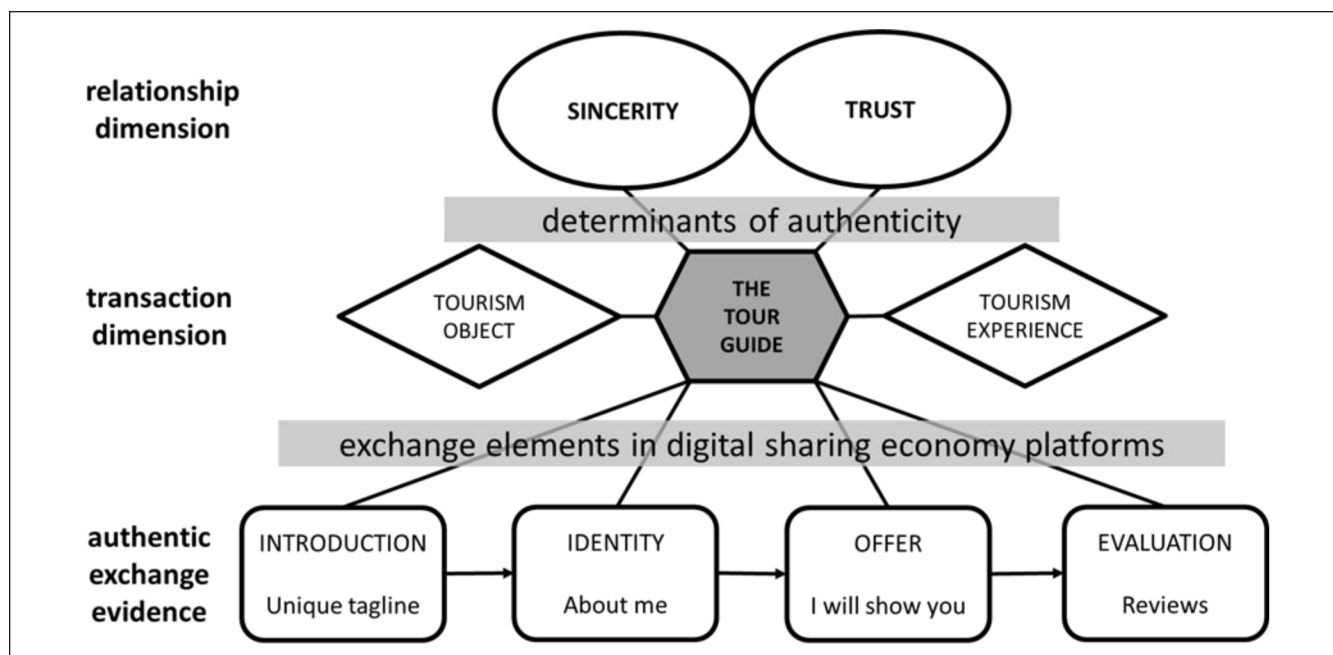 relationship
dimension
SINCERITY
TRUST
determinants of authenticity
transaction
dimension
TOURISM
OBJECT
THE
TOUR
GUIDE
TOURISM
EXPERIENCE
exchange elements in digital sharing economy platforms
authentic
exchange
evidence
INTRODUCTION
Unique tagline
IDENTITY
About me
OFFER
I will show you
EVALUATION
Reviews